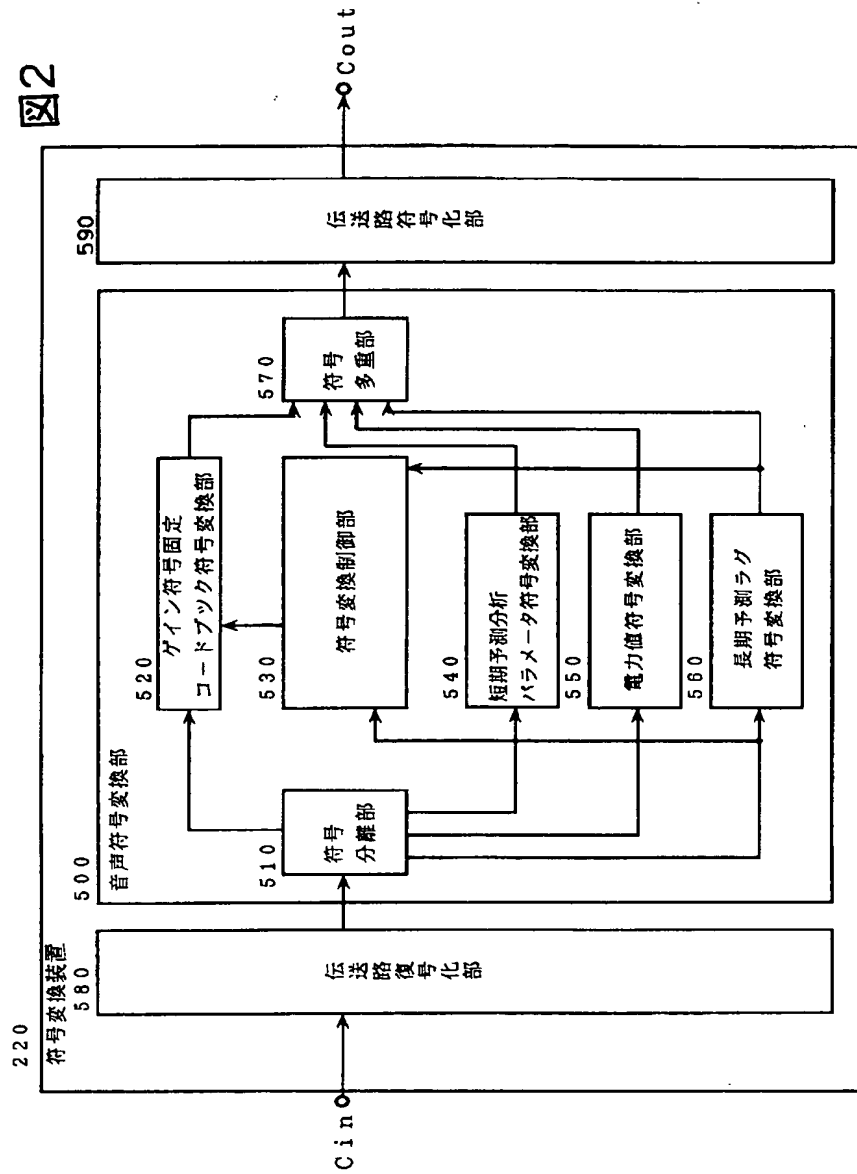 図2
220
符号変換装置
580
伝送路復号化部
500
音声符号変換部
510
符号
分離部
520
ゲイン符号固定
コードブック符号変換部
530
符号変換制御部
540
短期予測分析
パラメータ符号変換部
550
電力値符号変換部
560
長期予測ラグ
符号変換部
570
符号
多重部
590
伝送路符号化部
Cin
Cout